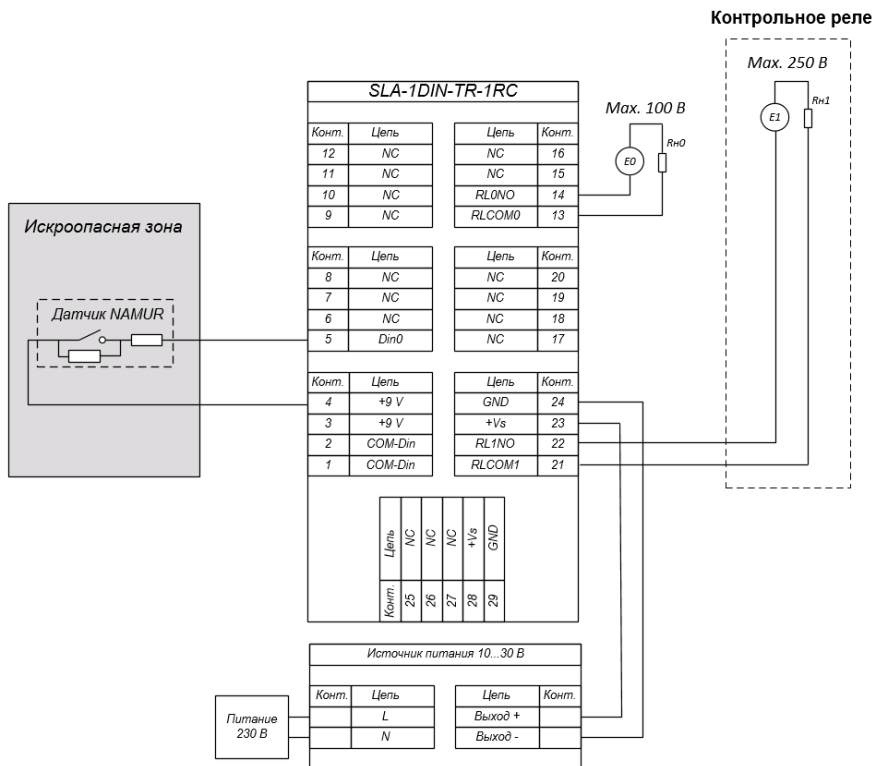 Контрольное реле
Max. 250 В
E1
Rн1
SLA-1DIN-TR-1RC
Max. 100 В
E0
Rн0
Конт. Цепь Цепь Конт.
12 NC NC 16
11 NC NC 15
10 NC RL0NO 14
9 NC RLCOM0 13
Искроопасная зона
Датчик NAMUR
Конт. Цепь Цепь Конт.
8 NC NC 20
7 NC NC 19
6 NC NC 18
5 Din0 NC 17
Конт. Цепь Цепь Конт.
4 +9 V GND 24
3 +9 V +Vs 23
2 COM-Din RL1NO 22
1 COM-Din RLCOM1 21
Цепь NC NC NC +Vs GND
Конт. 25 26 27 28 29
Источник питания 10...30 В
Конт. Цепь Цепь Конт.
L Выход +
N Выход -
Питание
230 В